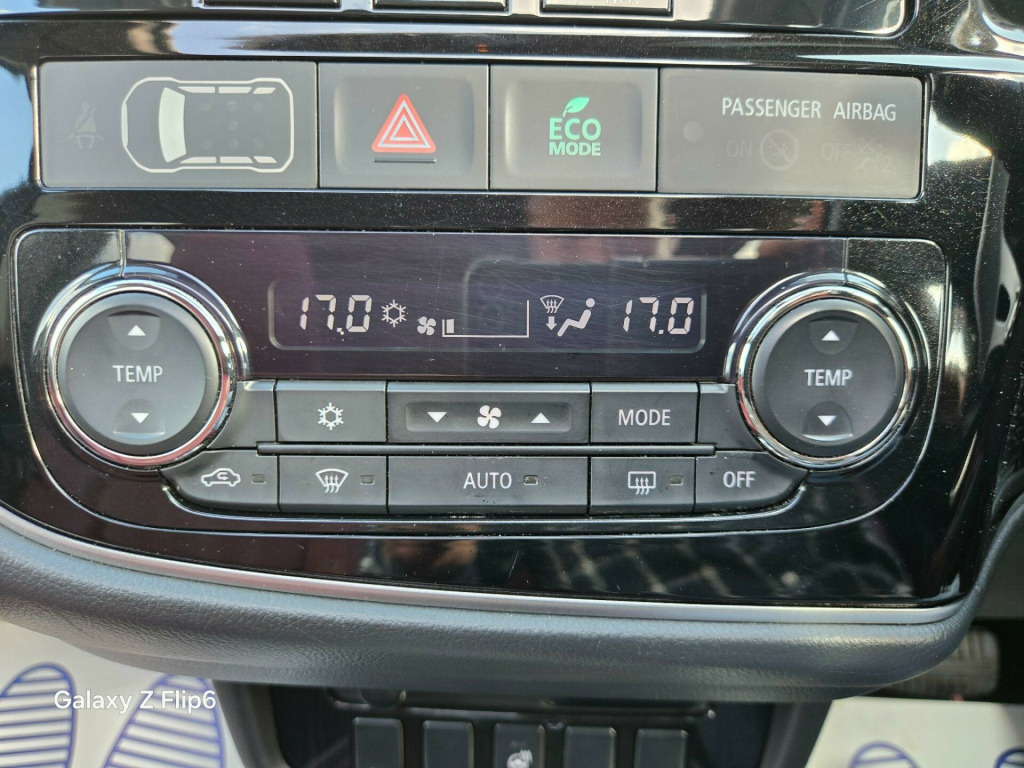 ECO
MODE
PASSENGER AIRBAG
ON OFF
17.0 17.0
TEMP
TEMP
MODE
AUTO
OFF
Galaxy Z Flip6